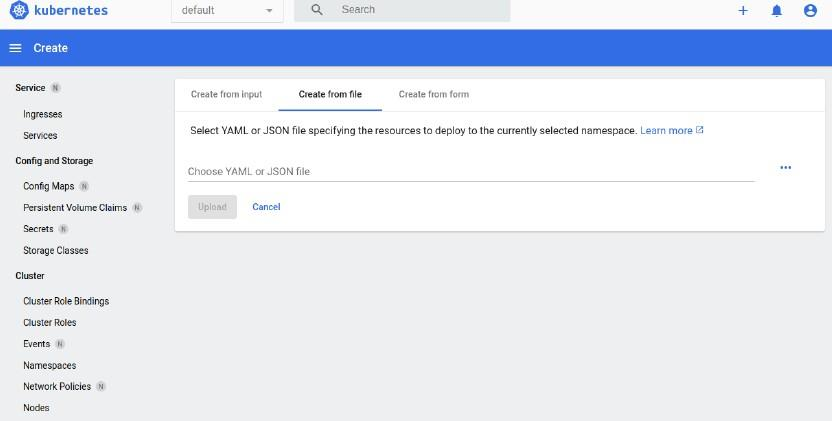 kubernetes
default
Search
Create
Service N
Ingresses
Services
Config and Storage
Config Maps N
Persistent Volume Claims N
Secrets N
Storage Classes
Cluster
Cluster Role Bindings
Cluster Roles
Events N
Namespaces
Network Policies N
Nodes
Create from input
Create from file
Create from form
Select YAML or JSON file specifying the resources to deploy to the currently selected namespace. Learn more
Choose YAML or JSON file
Upload
Cancel